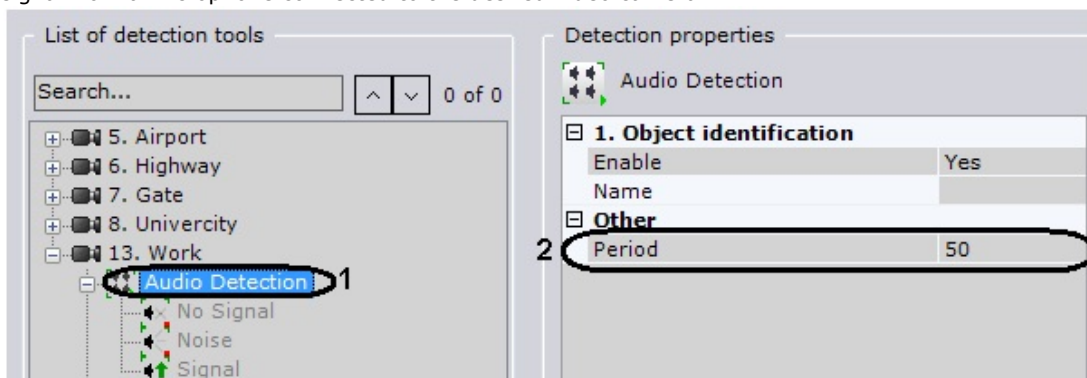 List of detection tools
Search...
0 of 0
5. Airport
6. Highway
7. Gate
8. Univercity
13. Work
Audio Detection 1
No Signal
Noise
Signal
Detection properties
Audio Detection
1. Object identification
Enable Yes
Name
Other
2 Period 50